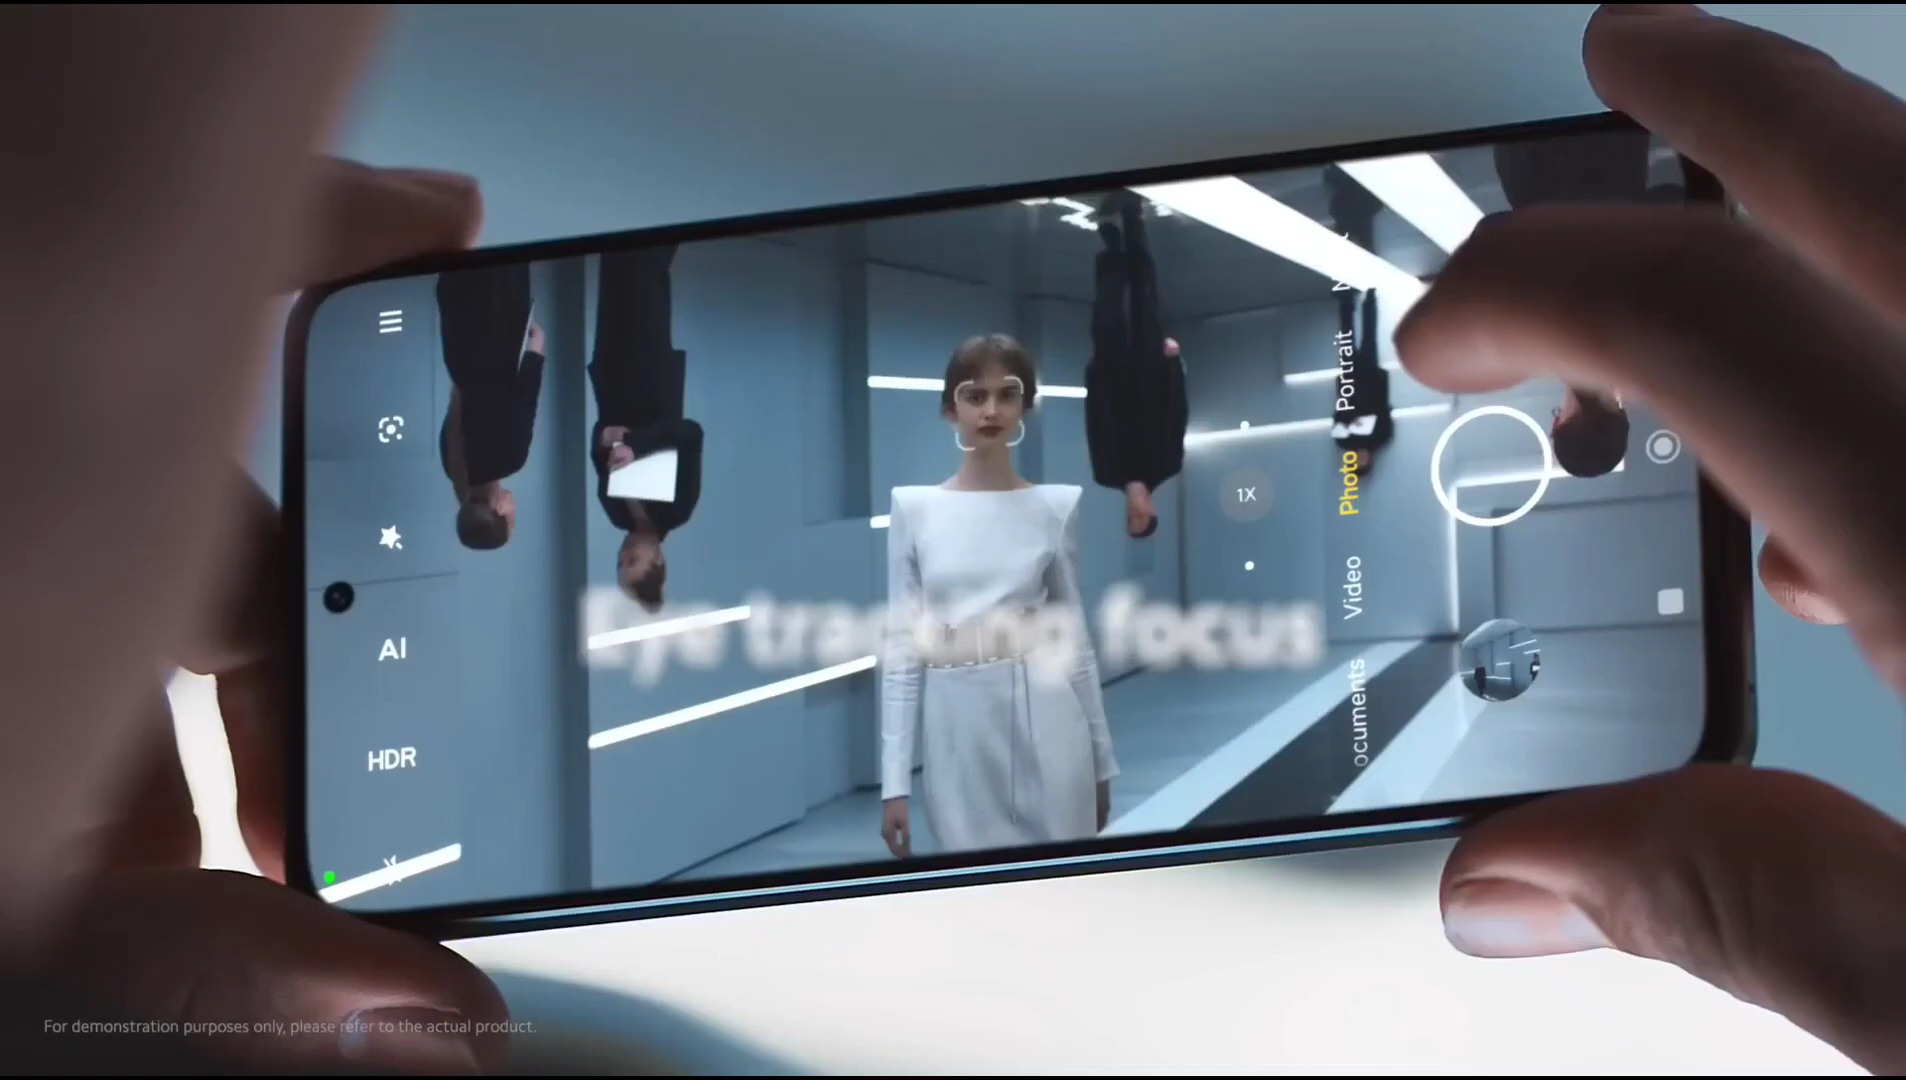 AI
HDR
1X
Portrait
Photo
Video
ocuments
Eye tracking focus
For demonstration purposes only, please refer to the actual product.